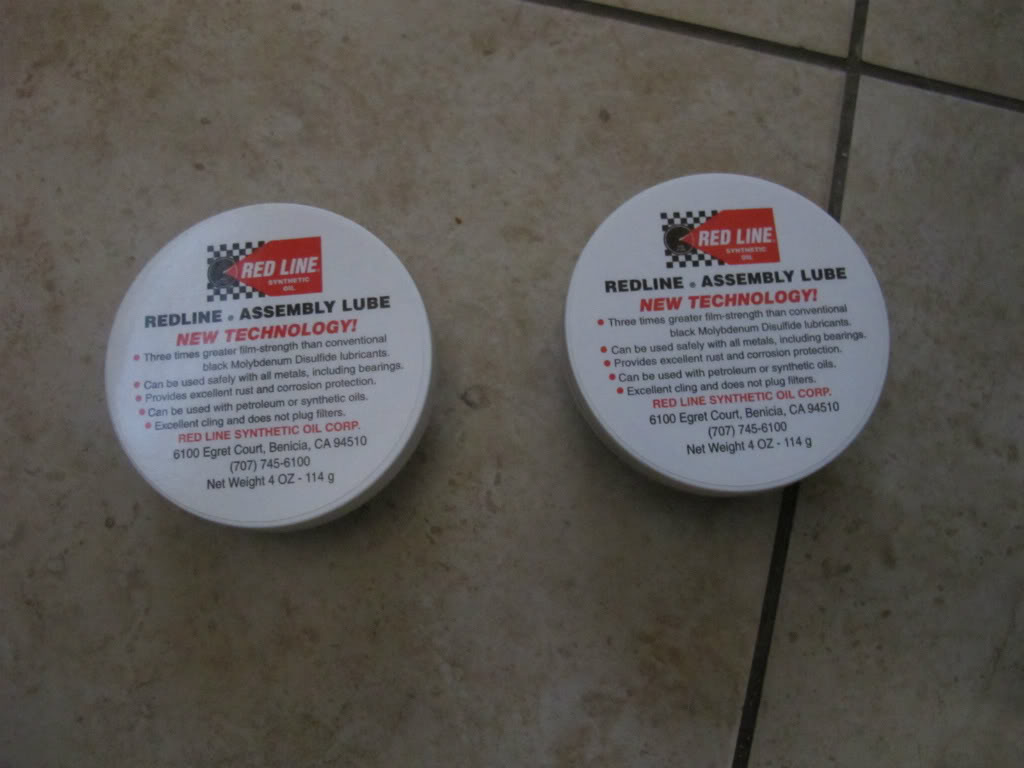 RED LINE
SYNTHETIC
OIL
REDLINE • ASSEMBLY LUBE
NEW TECHNOLOGY!
• Three times greater film-strength than conventional
black Molybdenum Disulfide lubricants.
• Can be used safely with all metals, including bearings.
• Provides excellent rust and corrosion protection.
• Can be used with petroleum or synthetic oils.
• Excellent cling and does not plug filters.
RED LINE SYNTHETIC OIL CORP.
6100 Egret Court, Benicia, CA 94510
(707) 745-6100
Net Weight 4 OZ - 114 g
RED LINE
SYNTHETIC
OIL
REDLINE • ASSEMBLY LUBE
NEW TECHNOLOGY!
• Three times greater film-strength than conventional
black Molybdenum Disulfide lubricants.
• Can be used safely with all metals, including bearings.
• Provides excellent rust and corrosion protection.
• Can be used with petroleum or synthetic oils.
• Excellent cling and does not plug filters.
RED LINE SYNTHETIC OIL CORP.
6100 Egret Court, Benicia, CA 94510
(707) 745-6100
Net Weight 4 OZ - 114 g